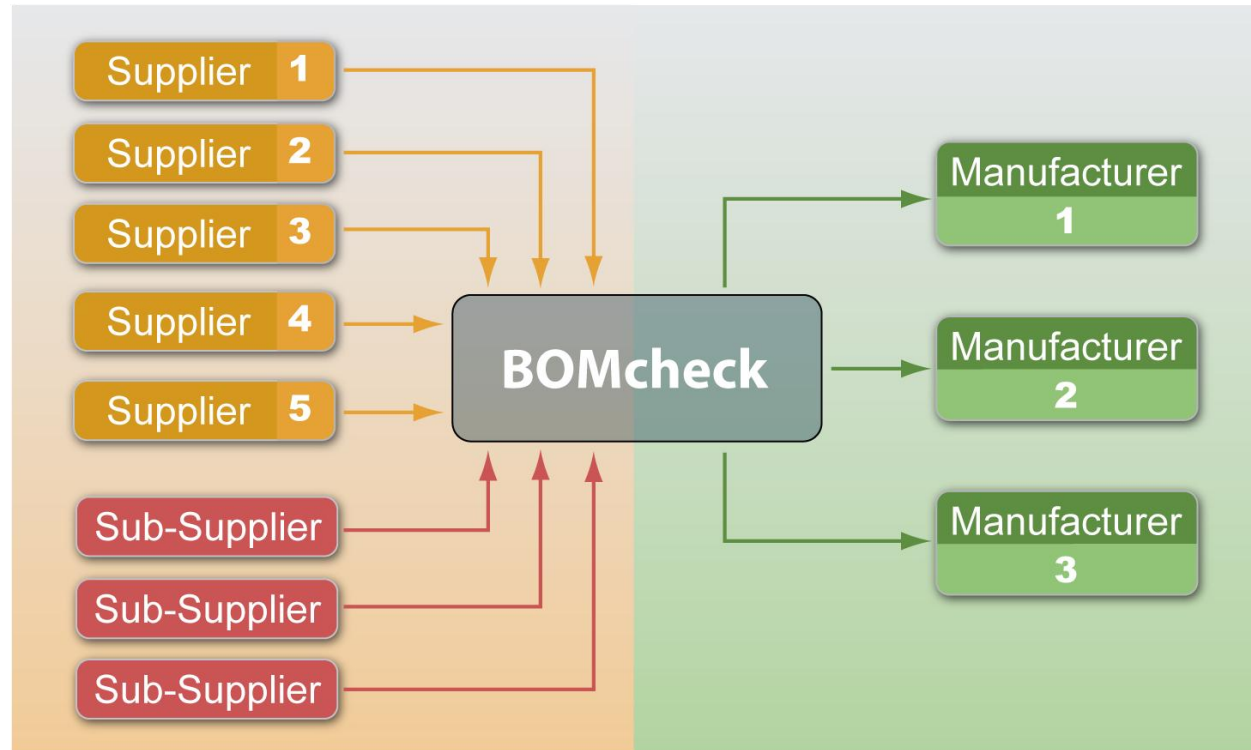 Supplier 1
Supplier 2
Supplier 3
Supplier 4
Supplier 5
Sub-Supplier
Sub-Supplier
Sub-Supplier
BOMcheck
Manufacturer
1
Manufacturer
2
Manufacturer
3